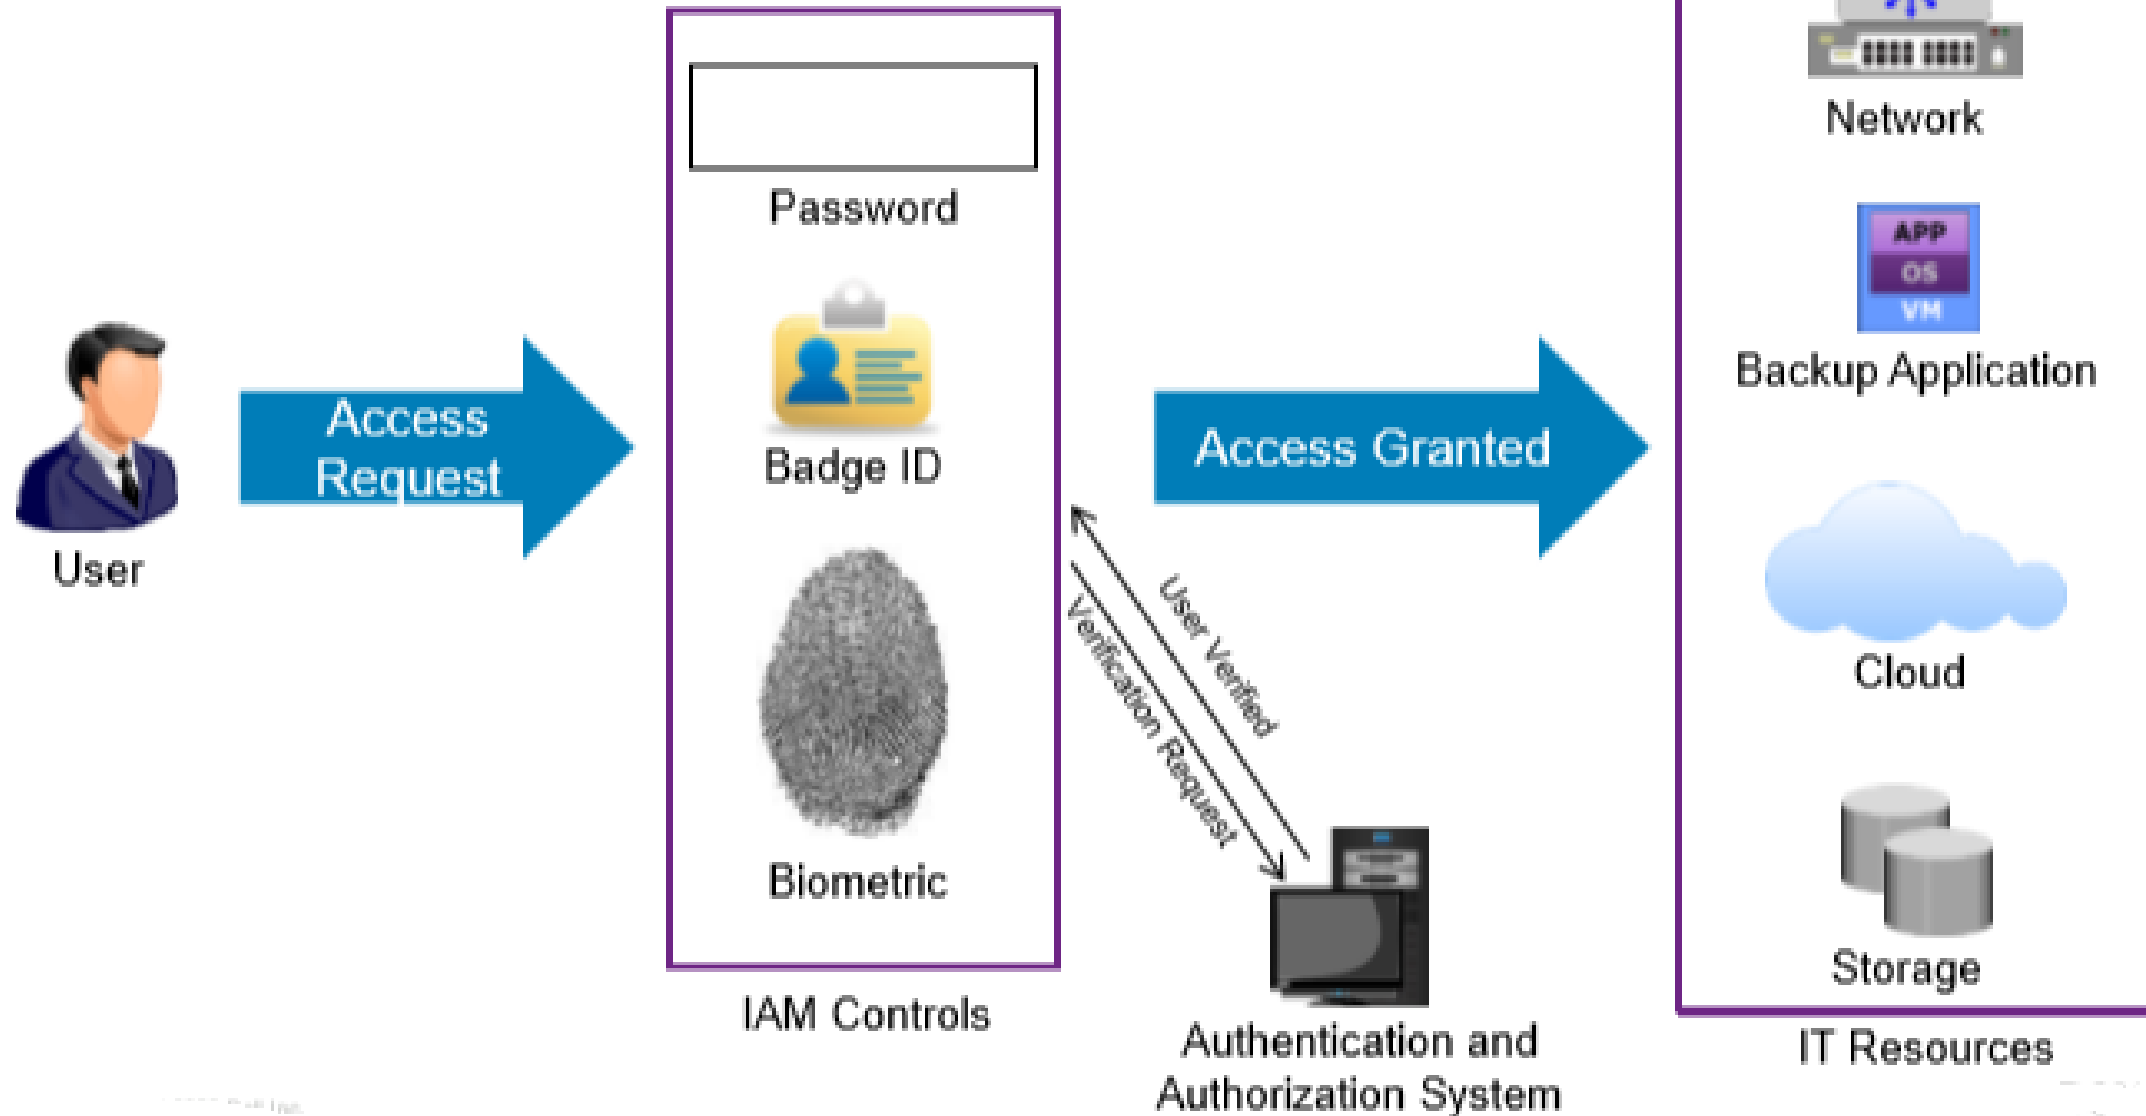 Password
Badge ID
Biometric
IAM Controls
User
Access
Request
Access Granted
User Verified
Verification Request
Authentication and
Authorization System
Network
APP
OS
VM
Backup Application
Cloud
Storage
IT Resources